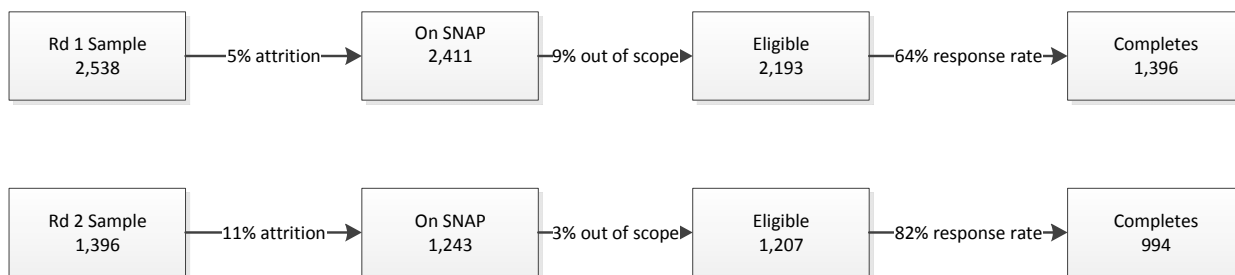 Rd 1 Sample
2,538
5% attrition
On SNAP
2,411
9% out of scope
Eligible
2,193
64% response rate
Completes
1,396
Rd 2 Sample
1,396
11% attrition
On SNAP
1,243
3% out of scope
Eligible
1,207
82% response rate
Completes
994